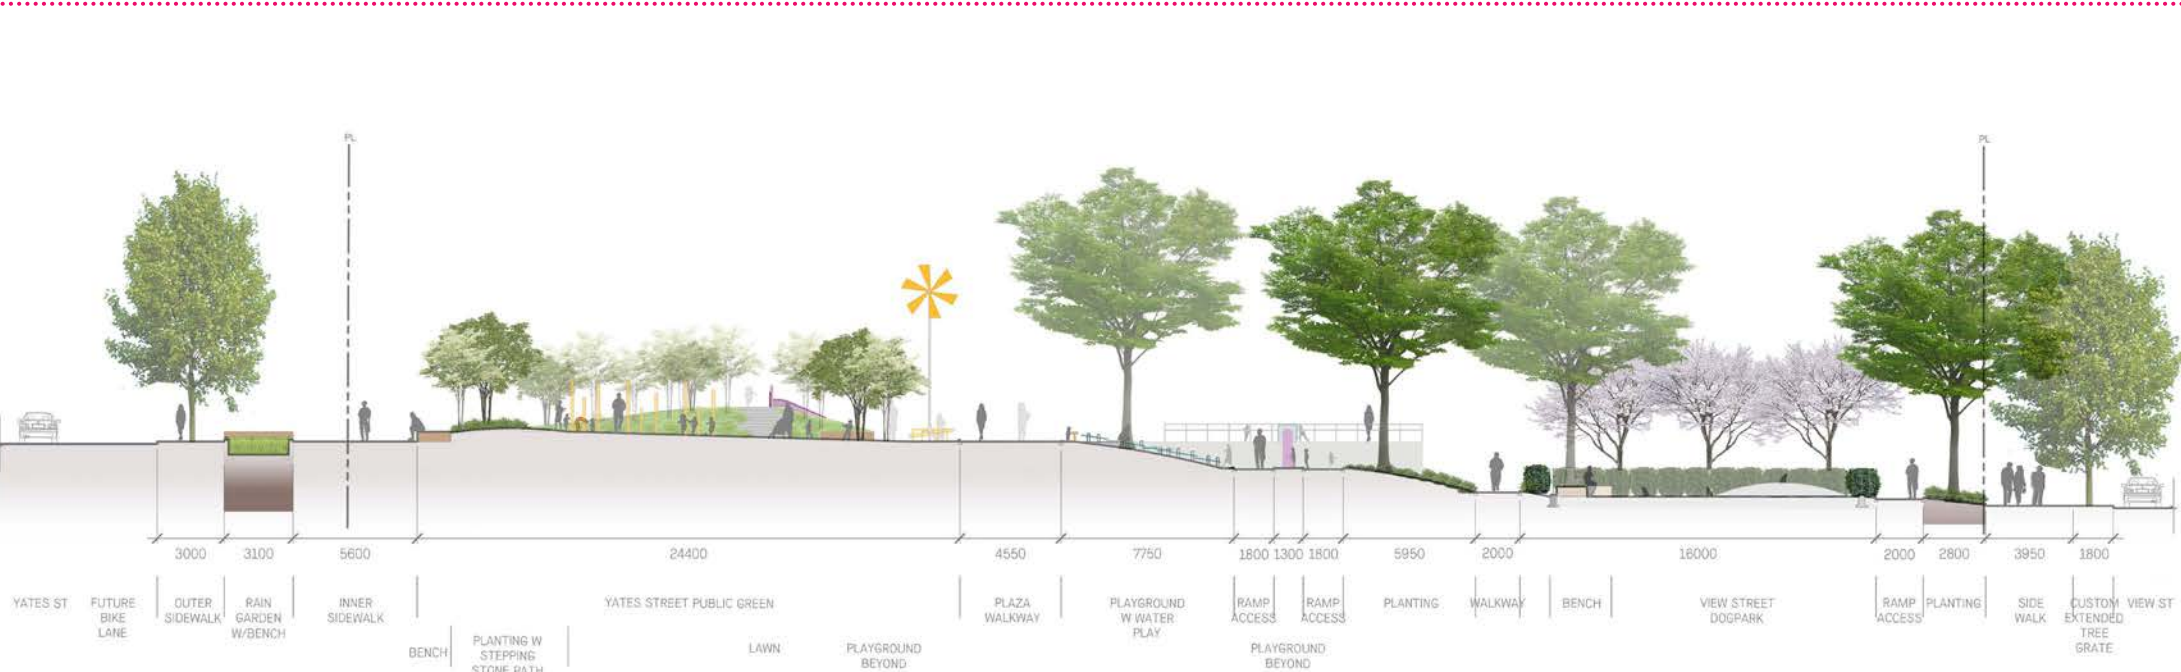 PL
PL
3000 3100 5600 24400 4550 7750 1800 1300 1800 5950 2000 16000 2000 2800 3950 1800
YATES ST
FUTURE
BIKE
LANE
OUTER
SIDEWALK
RAIN
GARDEN
W/BENCH
INNER
SIDEWALK
YATES STREET PUBLIC GREEN
PLAZA
WALKWAY
PLAYGROUND
W WATER
PLAY
RAMP
ACCESS
RAMP
ACCESS
PLANTING
WALKWAY
BENCH
VIEW STREET
DOGPARK
RAMP
ACCESS
PLANTING
SIDE
WALK
CUSTOM
EXTENDED
TREE
GRATE
VIEW ST
BENCH
PLANTING W
STEPPING
STONE PATH
LAWN
PLAYGROUND
BEYOND
PLAYGROUND
BEYOND